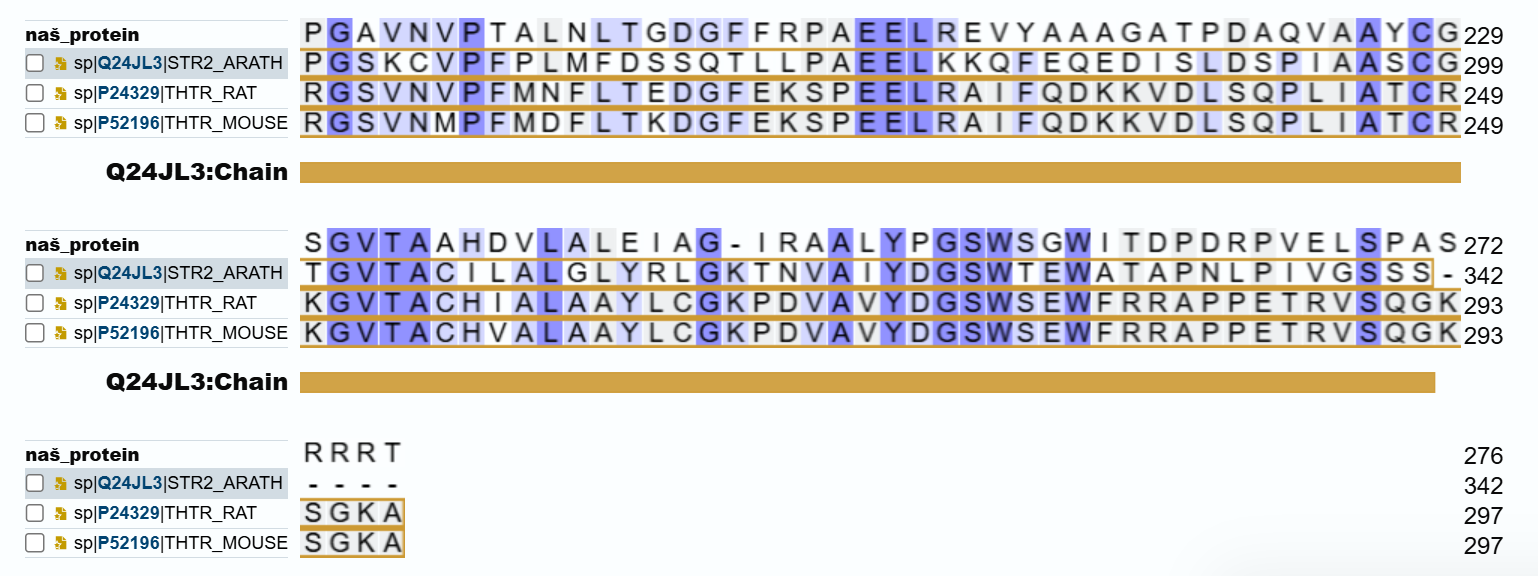 naš_protein PGAVNVPTALNLTGDGFFRPAEELREVYAAAGATPDAQVAAYCG 229
sp|Q24JL3|STR2_ARATH PGSKCVPFPLMFDSSQTLLPAEELKKQFEQEDISLDSPIAASCG 299
sp|P24329|THTR_RAT RGSVNVPFMNFLTEDGFEKSPEELRAIFQDKKVDLSQPLIATCR 249
sp|P52196|THTR_MOUSE RGSVNMPFMDFLTKDGFEKSPEELRAIFQDKKVDLSQPLIATCR 249
Q24JL3:Chain
naš_protein SGVTAAHDVLALEIAG-IRAALYPGSWSGWITDPDRPVELSPAS 272
sp|Q24JL3|STR2_ARATH TGVTACILALGLYRLGKTNVAIYDGSWTEWATAPNLPIVGSSS- 342
sp|P24329|THTR_RAT KGVTACHIALAAYLCGKPDVAVYDGSWSEWFRRAPPETRVSQGK 293
sp|P52196|THTR_MOUSE KGVTACHVALAAYLCGKPDVAVYDGSWSEWFRRAPPETRVSQGK 293
Q24JL3:Chain
naš_protein RRRT 276
sp|Q24JL3|STR2_ARATH ---- 342
sp|P24329|THTR_RAT SGKA 297
sp|P52196|THTR_MOUSE SGKA 297